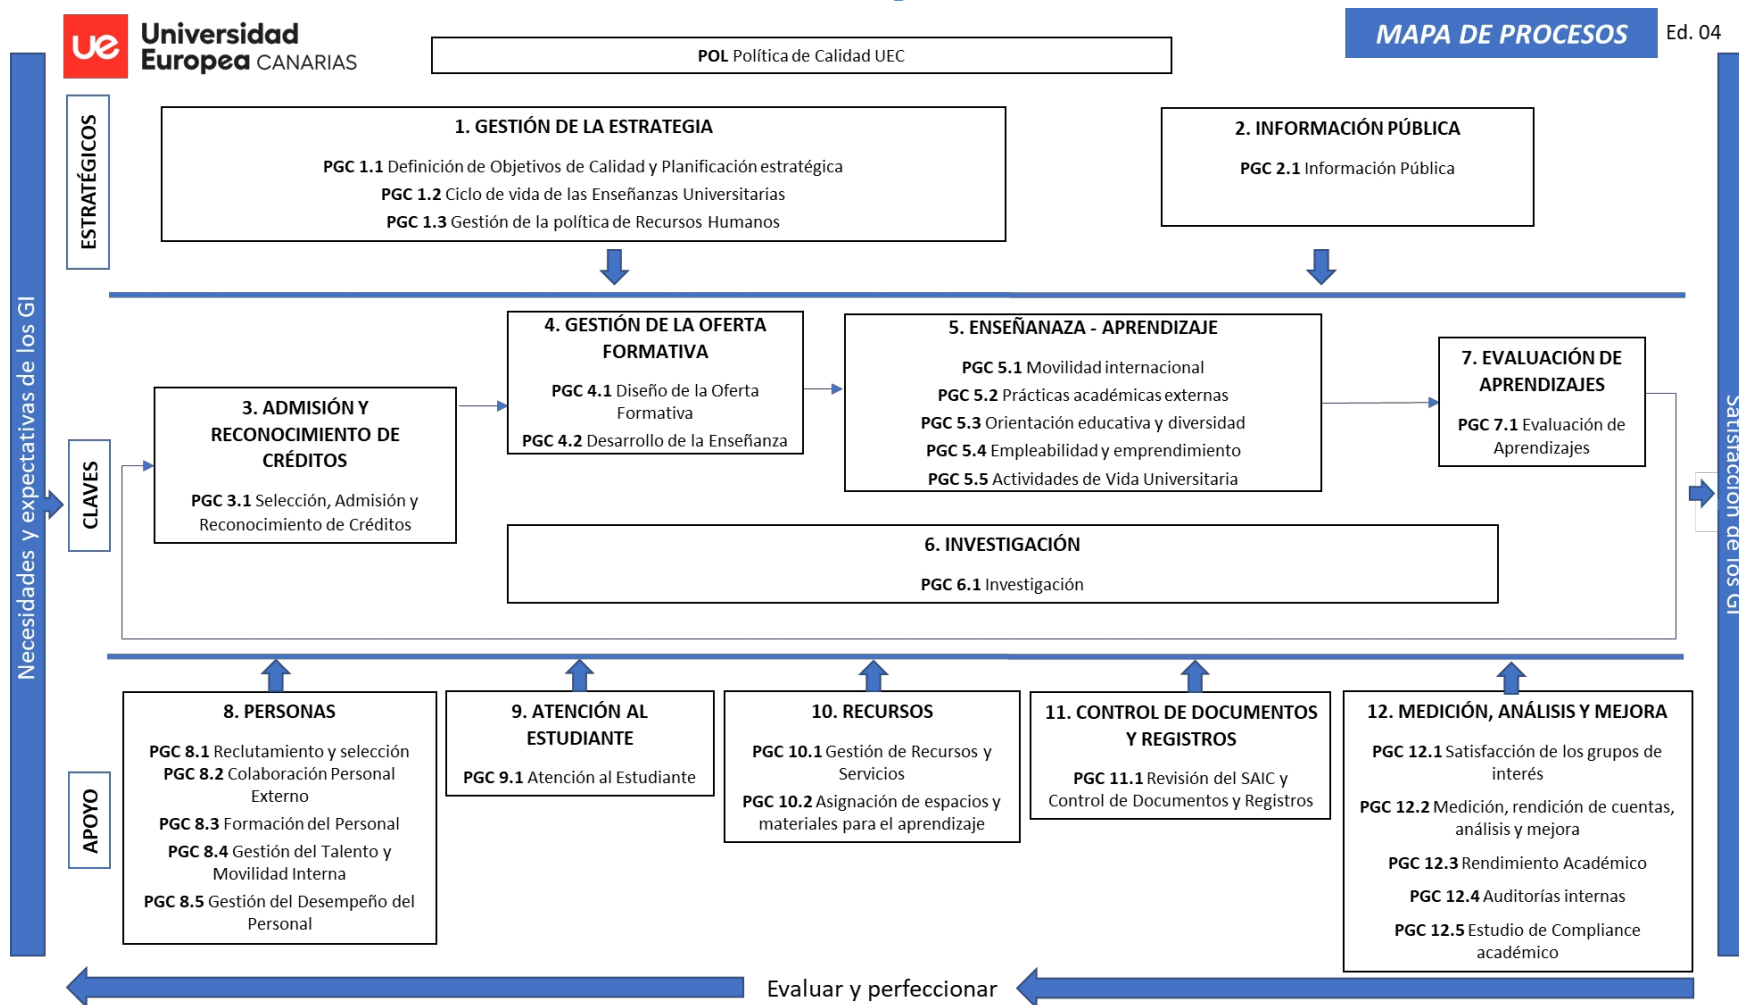 ue Universidad
Europea CANARIAS
POL Política de Calidad UEC
MAPA DE PROCESOS
Ed. 04
Necesidades y expectativas de los GI
ESTRATÉGICOS
1. GESTIÓN DE LA ESTRATEGIA
PGC 1.1 Definición de Objetivos de Calidad y Planificación estratégica
PGC 1.2 Ciclo de vida de las Enseñanzas Universitarias
PGC 1.3 Gestión de la política de Recursos Humanos
2. INFORMACIÓN PÚBLICA
PGC 2.1 Información Pública
CLAVES
3. ADMISIÓN Y
RECONOCIMIENTO DE
CRÉDITOS
PGC 3.1 Selección, Admisión y
Reconocimiento de Créditos
4. GESTIÓN DE LA OFERTA
FORMATIVA
PGC 4.1 Diseño de la Oferta
Formativa
PGC 4.2 Desarrollo de la Enseñanza
5. ENSEÑANAZA - APRENDIZAJE
PGC 5.1 Movilidad internacional
PGC 5.2 Prácticas académicas externas
PGC 5.3 Orientación educativa y diversidad
PGC 5.4 Empleabilidad y emprendimiento
PGC 5.5 Actividades de Vida Universitaria
7. EVALUACIÓN DE
APRENDIZAJES
PGC 7.1 Evaluación de
Aprendizajes
6. INVESTIGACIÓN
PGC 6.1 Investigación
APOYO
8. PERSONAS
PGC 8.1 Reclutamiento y selección
PGC 8.2 Colaboración Personal
Externo
PGC 8.3 Formación del Personal
PGC 8.4 Gestión del Talento y
Movilidad Interna
PGC 8.5 Gestión del Desempeño del
Personal
9. ATENCIÓN AL
ESTUDIANTE
PGC 9.1 Atención al Estudiante
10. RECURSOS
PGC 10.1 Gestión de Recursos y
Servicios
PGC 10.2 Asignación de espacios y
materiales para el aprendizaje
11. CONTROL DE DOCUMENTOS
Y REGISTROS
PGC 11.1 Revisión del SAIC y
Control de Documentos y Registros
12. MEDICIÓN, ANÁLISIS Y MEJORA
PGC 12.1 Satisfacción de los grupos de
interés
PGC 12.2 Medición, rendición de cuentas,
análisis y mejora
PGC 12.3 Rendimiento Académico
PGC 12.4 Auditorías internas
PGC 12.5 Estudio de Compliance
académico
Satisfacción de los GI
Evaluar y perfeccionar